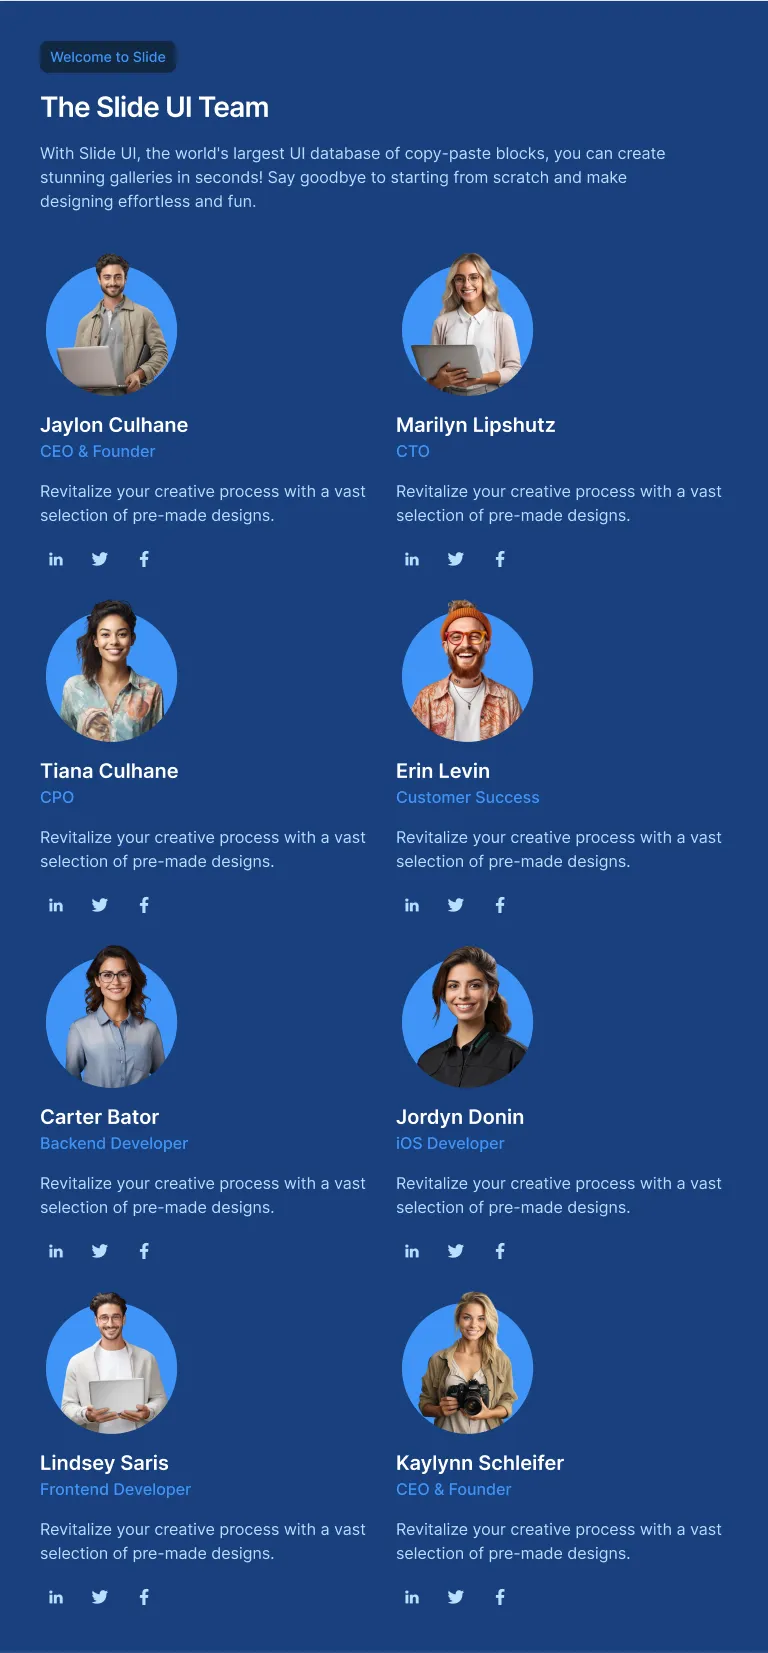 Welcome to Slide
The Slide UI Team
With Slide UI, the world's largest UI database of copy-paste blocks, you can create
stunning galleries in seconds! Say goodbye to starting from scratch and make
designing effortless and fun.
Jaylon Culhane
CEO & Founder
Revitalize your creative process with a vast
selection of pre-made designs.
Marilyn Lipshutz
CTO
Revitalize your creative process with a vast
selection of pre-made designs.
Tiana Culhane
CPO
Revitalize your creative process with a vast
selection of pre-made designs.
Erin Levin
Customer Success
Revitalize your creative process with a vast
selection of pre-made designs.
Carter Bator
Backend Developer
Revitalize your creative process with a vast
selection of pre-made designs.
Jordyn Donin
iOS Developer
Revitalize your creative process with a vast
selection of pre-made designs.
Lindsey Saris
Frontend Developer
Revitalize your creative process with a vast
selection of pre-made designs.
Kaylynn Schleifer
CEO & Founder
Revitalize your creative process with a vast
selection of pre-made designs.